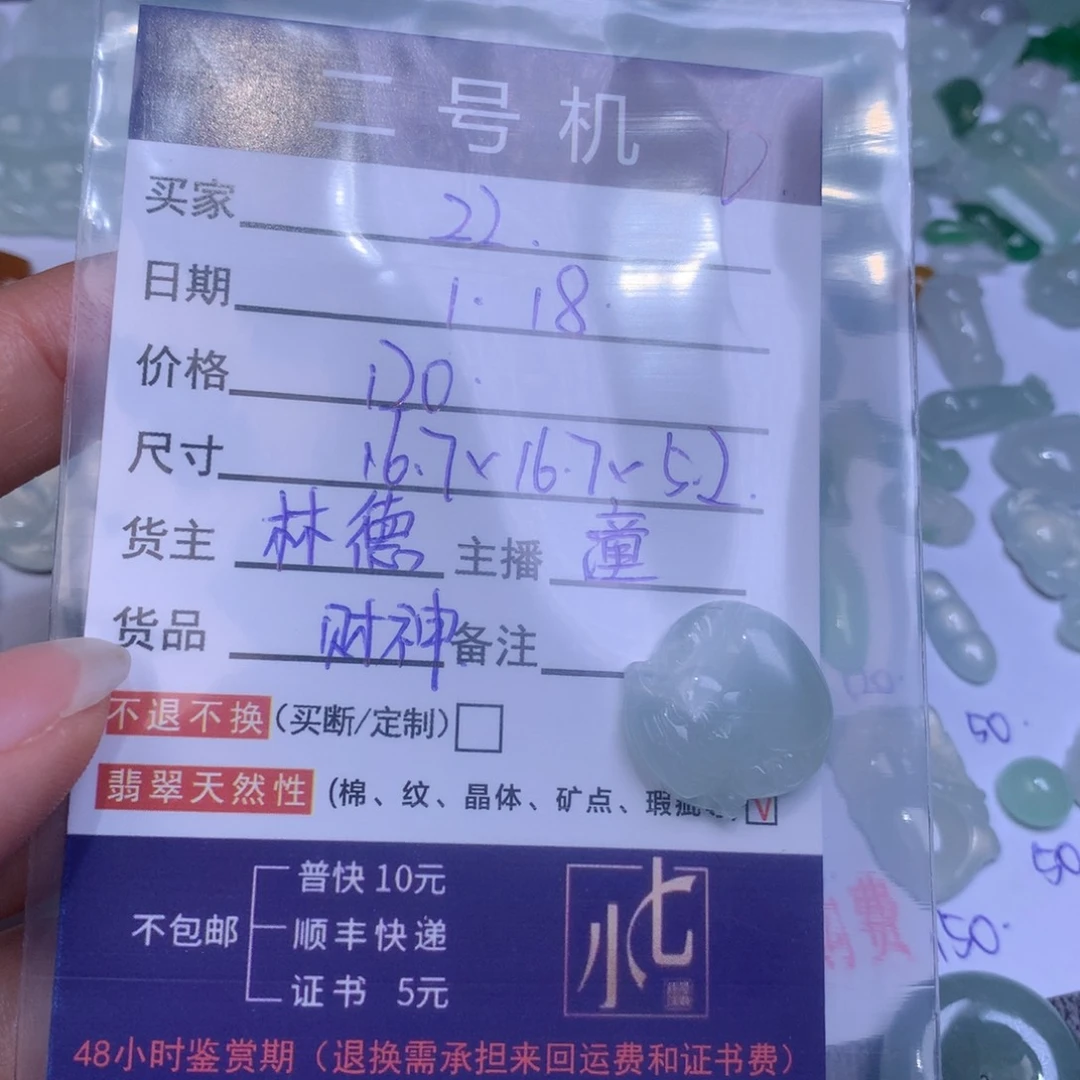 二号机 D
买家 22.
日期 1.18
价格 120.
尺寸 16.7×16.7×5.2.
货主 林德 主播 童
货品 财神 备注
不退不换(买断/定制)
翡翠天然性 (棉、纹、晶体、矿点、瑕疵
普快 10元
不包邮 顺丰快递
证书 5元
小七
48小时鉴赏期（退换需承担来回运费和证书费）
50.
50
150.
费